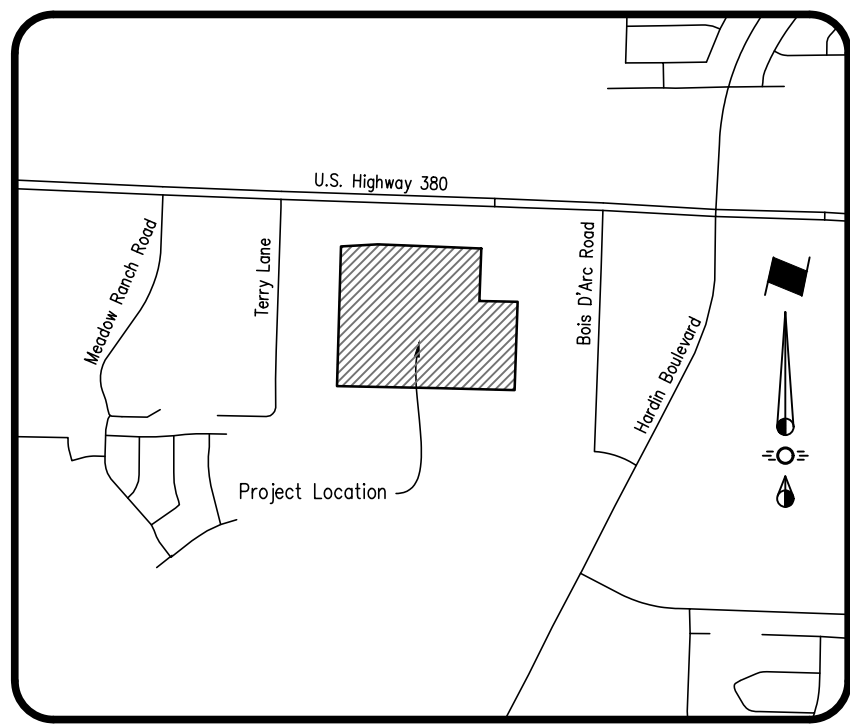 U.S. Highway 380
Meadow Ranch Road
Terry Lane
Bois D'Arc Road
Hardin Boulevard
Project Location